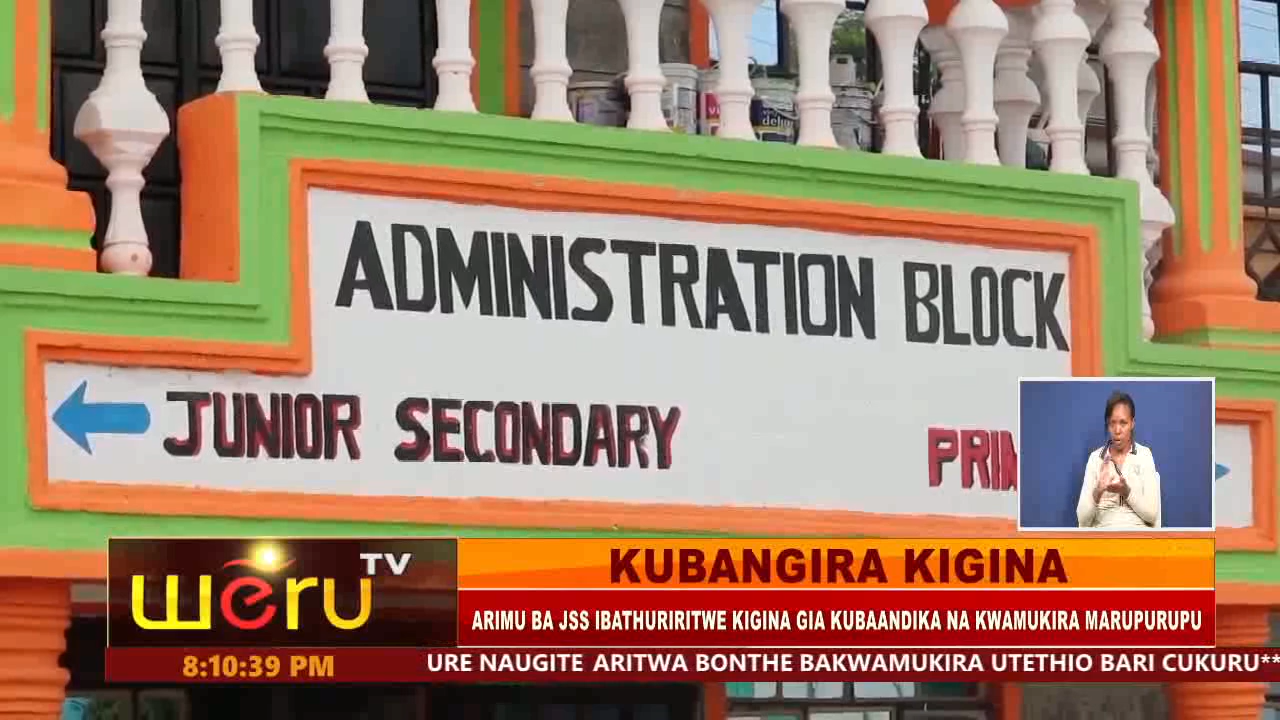 ADMINISTRATION BLOCK
JUNIOR SECONDARY
weru TV
KUBANGIRA KIGINA
ARIMU BA JSS IBATHURIRITWE KIGINA GIA KUBAANDIKA NA KWAMUKIRA MARUPURUPU
8:10:39 PM
URE NAUGITE ARITWA BONTHE BAKWAMUKIRA UTETHIO BARI CUKURU**